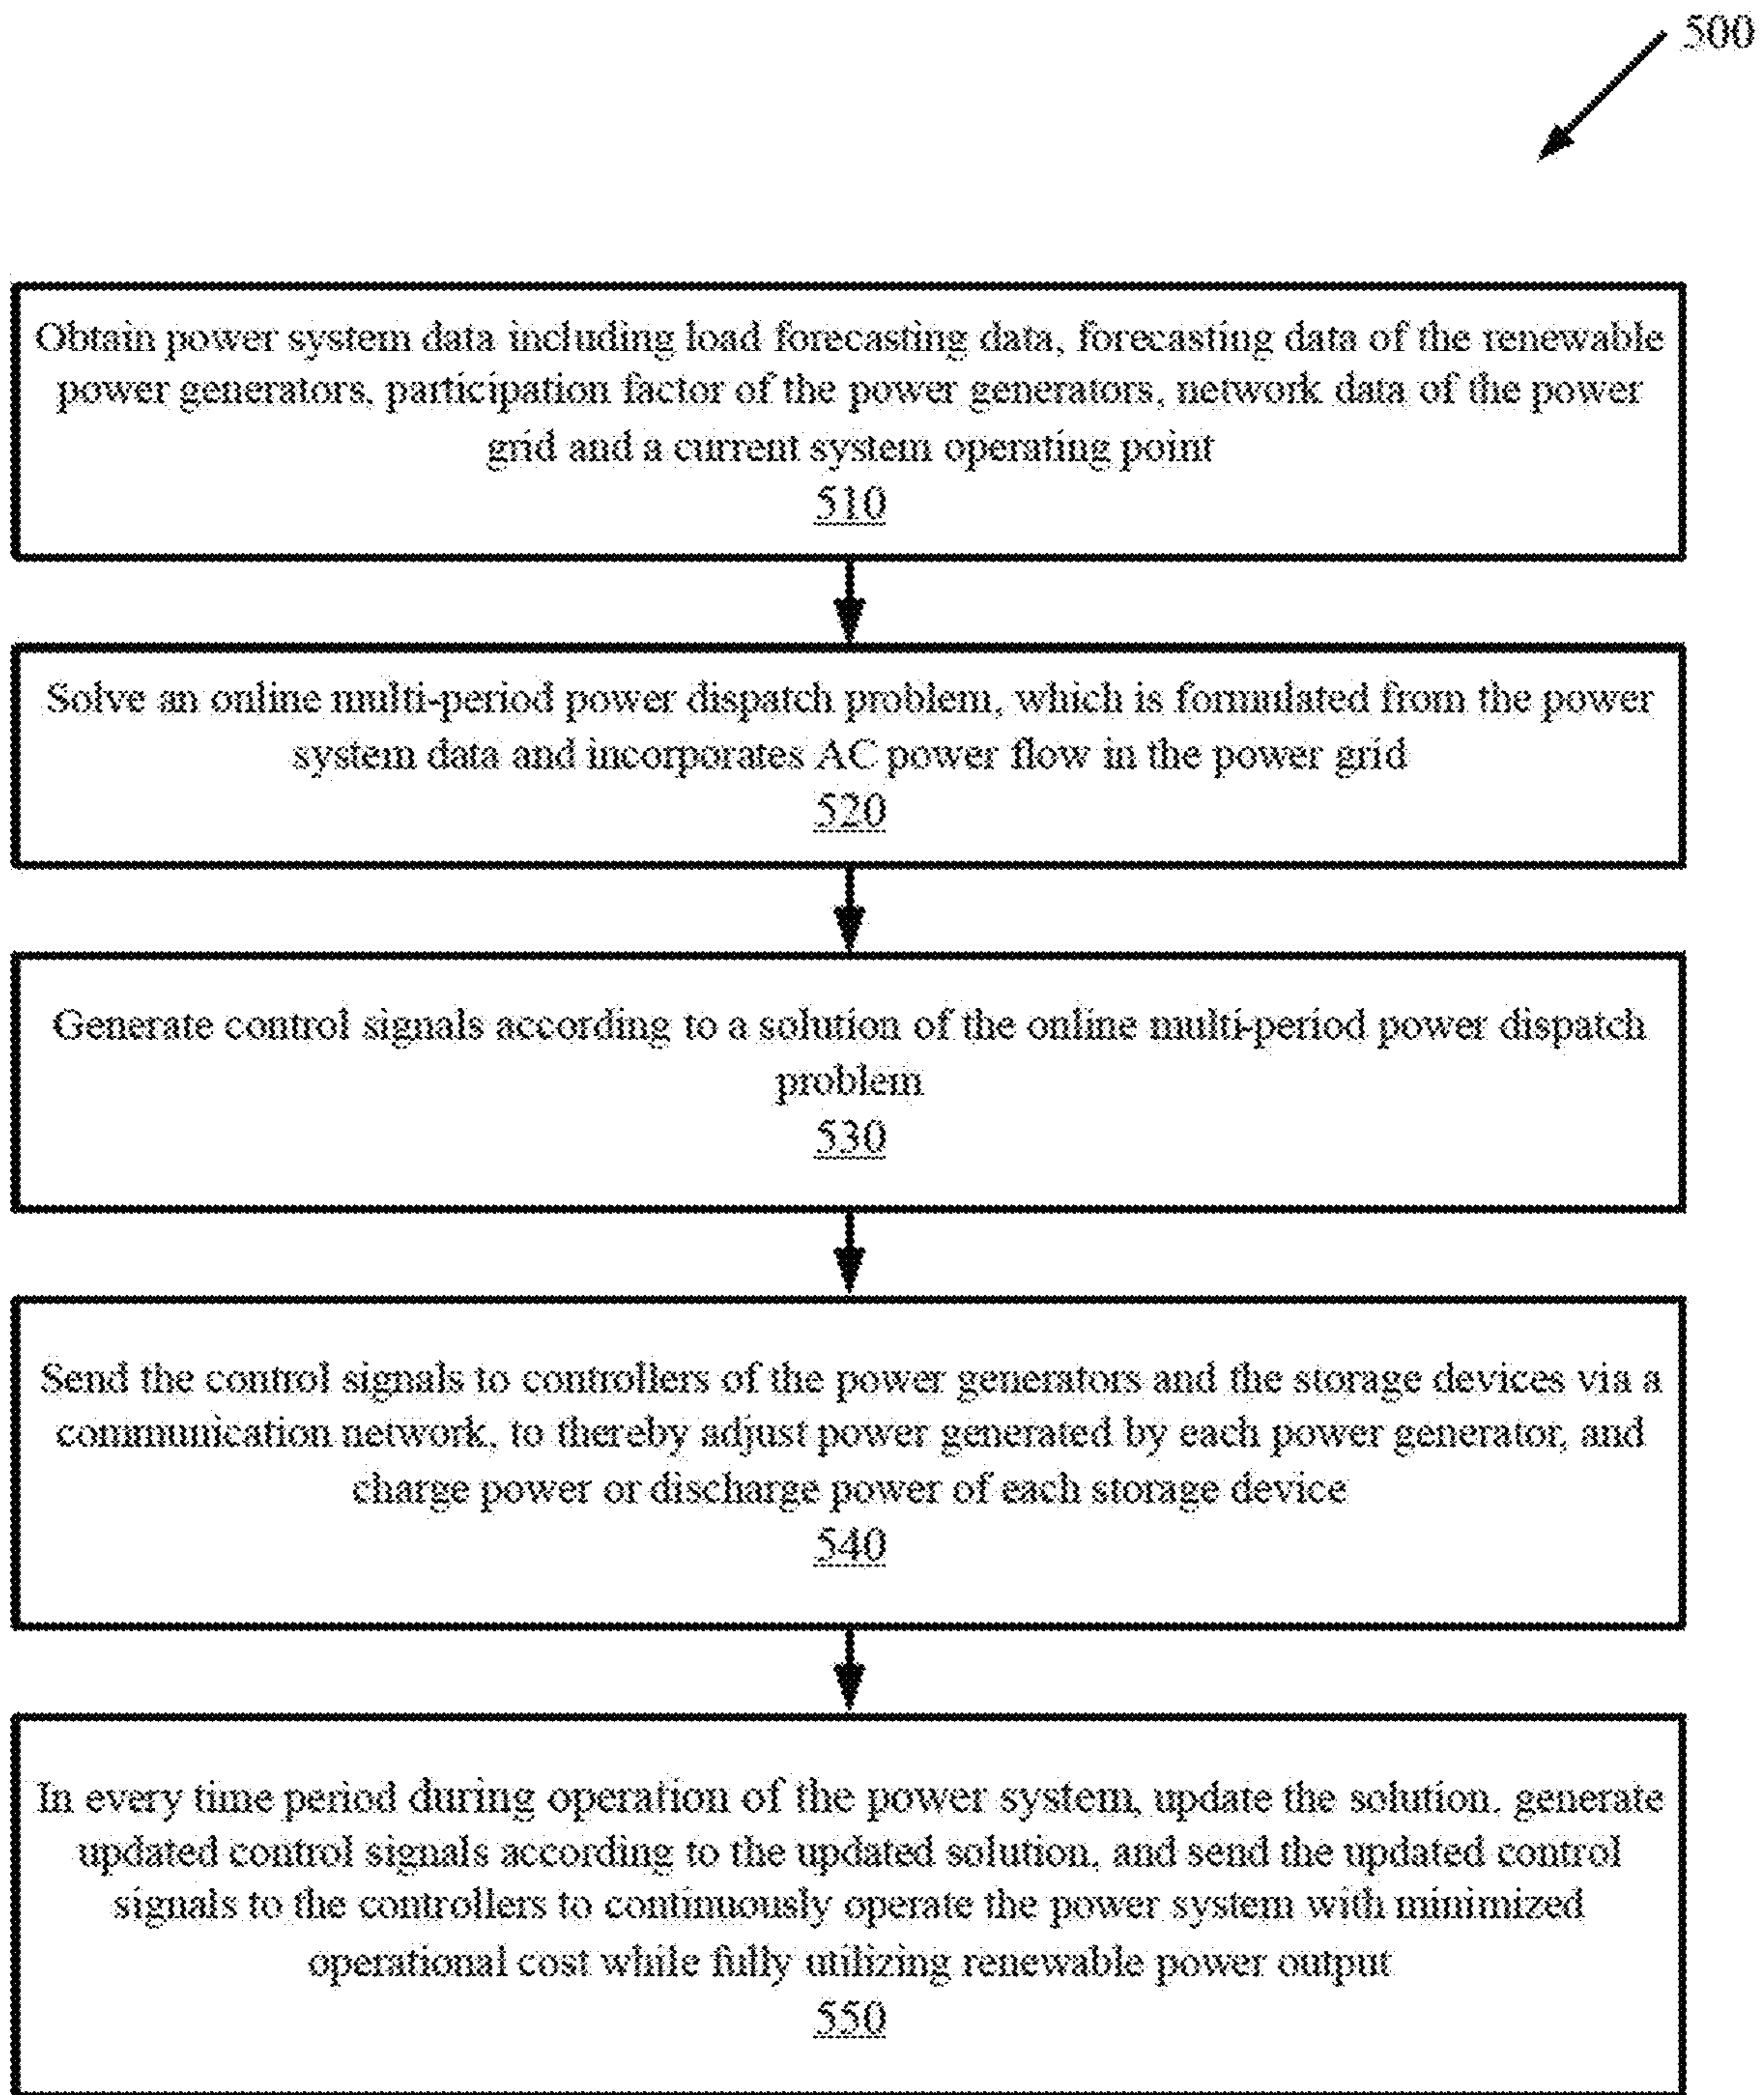 500
Obtain power system data including load forecasting data, forecasting data of the renewable
power generators, participation factor of the power generators, network data of the power
grid and a current system operating point
510
Solve an online multi-period power dispatch problem, which is formulated from the power
system data and incorporates AC power flow in the power grid
520
Generate control signals according to a solution of the online multi-period power dispatch
problem
530
Send the control signals to controllers of the power generators and the storage devices via a
communication network, to thereby adjust power generated by each power generator, and
charge power or discharge power of each storage device
540
In every time period during operation of the power system, update the solution, generate
updated control signals according to the updated solution, and send the updated control
signals to the controllers to continuously operate the power system with minimized
operational cost while fully utilizing renewable power output
550